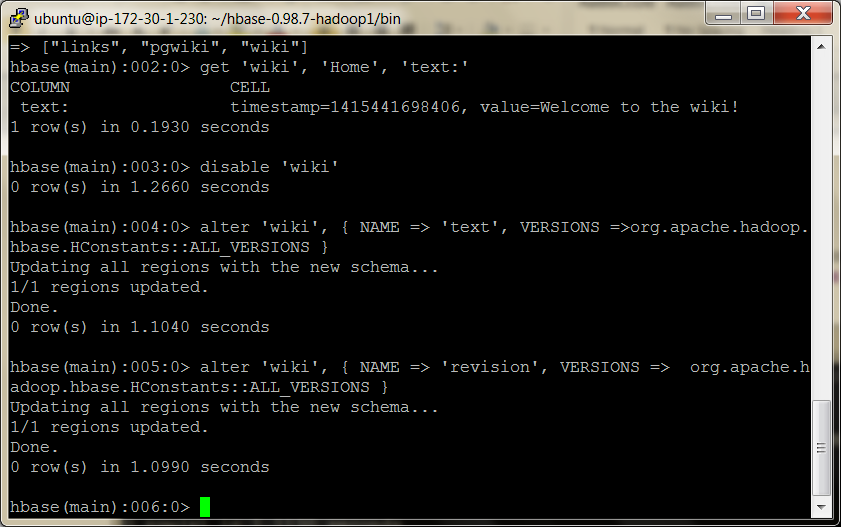 ubuntu@ip-172-30-1-230: ~/hbase-0.98.7-hadoop1/bin
=> ["links", "pgwiki", "wiki"]
hbase(main):002:0> get 'wiki', 'Home', 'text:'
COLUMN                CELL
 text:                timestamp=1415441698406, value=Welcome to the wiki!
1 row(s) in 0.1930 seconds
hbase(main):003:0> disable 'wiki'
0 row(s) in 1.2660 seconds
hbase(main):004:0> alter 'wiki', { NAME => 'text', VERSIONS =>org.apache.hadoop.
hbase.HConstants::ALL_VERSIONS }
Updating all regions with the new schema...
1/1 regions updated.
Done.
0 row(s) in 1.1040 seconds
hbase(main):005:0> alter 'wiki', { NAME => 'revision', VERSIONS =>  org.apache.h
adoop.hbase.HConstants::ALL_VERSIONS }
Updating all regions with the new schema...
1/1 regions updated.
Done.
0 row(s) in 1.0990 seconds
hbase(main):006:0>